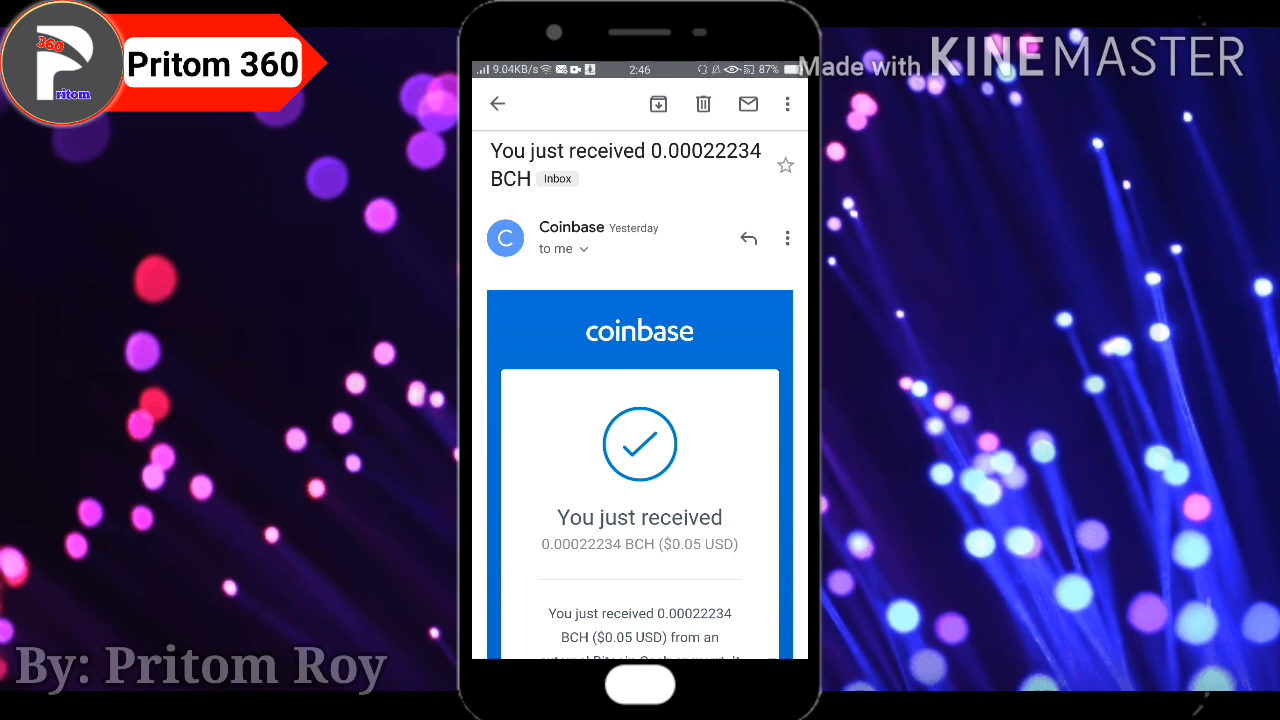 360
ritom
Pritom 360
Made with KINEMASTER
9.04KB/s
2:46
87%
You just received 0.00022234
BCH Inbox
C
Coinbase Yesterday
to me
coinbase
You just received
0.00022234 BCH ($0.05 USD)
You just received 0.00022234
BCH ($0.05 USD) from an
By: Pritom Roy